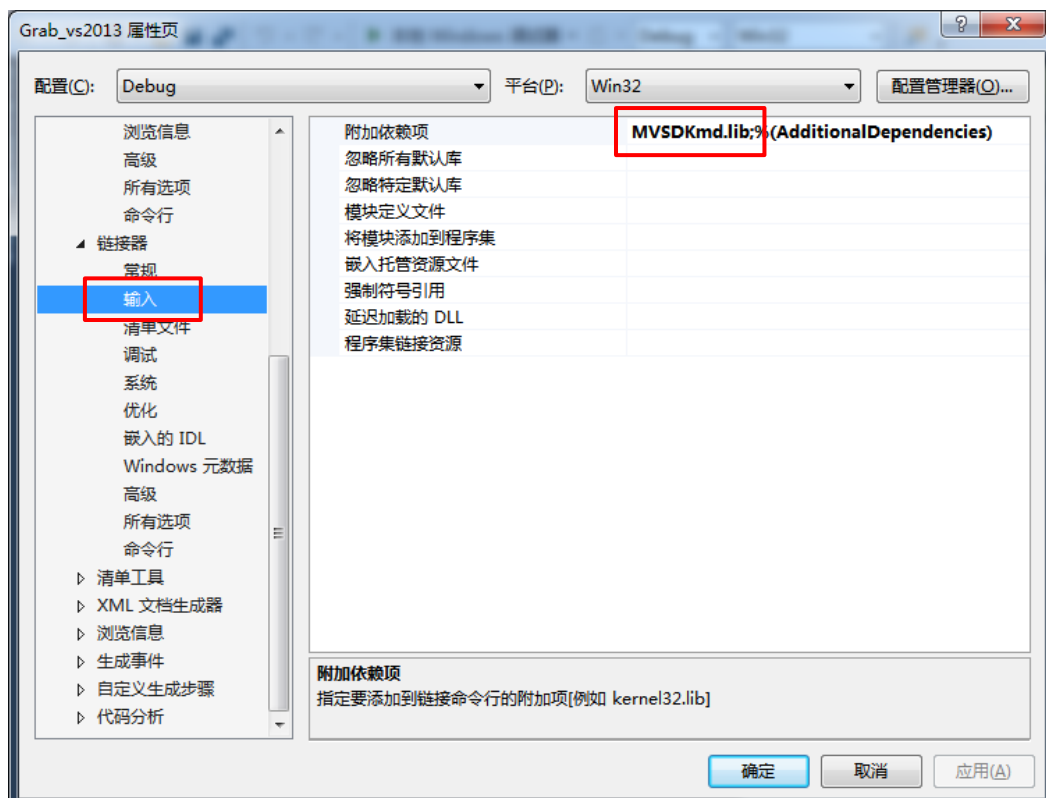 Grab_vs2013 属性页
配置(C): Debug 平台(P): Win32 配置管理器(O)...
浏览信息
高级
所有选项
命令行
链接器
常规
输入
清单文件
调试
系统
优化
嵌入的 IDL
Windows 元数据
高级
所有选项
命令行
清单工具
XML 文档生成器
浏览信息
生成事件
自定义生成步骤
代码分析
附加依赖项 MVSDKmd.lib;%(AdditionalDependencies)
忽略所有默认库
忽略特定默认库
模块定义文件
将模块添加到程序集
嵌入托管资源文件
强制符号引用
延迟加载的 DLL
程序集链接资源
附加依赖项
指定要添加到链接命令行的附加项[例如 kernel32.lib]
确定 取消 应用(A)